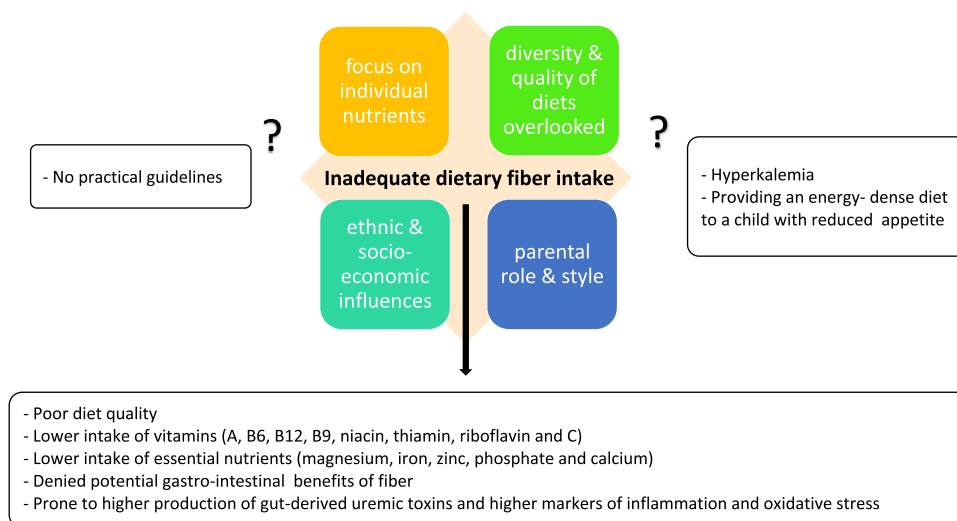 focus on
individual
nutrients
diversity &
quality of
diets
overlooked
?
?
- No practical guidelines
Inadequate dietary fiber intake
- Hyperkalemia
- Providing an energy- dense diet
to a child with reduced appetite
ethnic &
socio-
economic
influences
parental
role & style
- Poor diet quality
- Lower intake of vitamins (A, B6, B12, B9, niacin, thiamin, riboflavin and C)
- Lower intake of essential nutrients (magnesium, iron, zinc, phosphate and calcium)
- Denied potential gastro-intestinal benefits of fiber
- Prone to higher production of gut-derived uremic toxins and higher markers of inflammation and oxidative stress